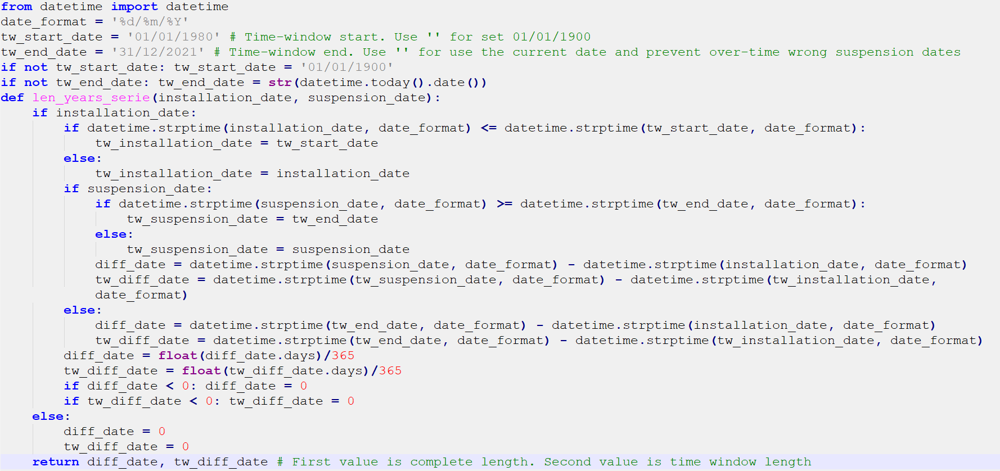 from datetime import datetime
date_format = '%d/%m/%Y'
tw_start_date = '01/01/1980' # Time-window start. Use '' for set 01/01/1900
tw_end_date = '31/12/2021' # Time-window end. Use '' for use the current date and prevent over-time wrong suspension dates
if not tw_start_date: tw_start_date = '01/01/1900'
if not tw_end_date: tw_end_date = str(datetime.today().date())
def len_years_serie(installation_date, suspension_date):
    if installation_date:
        if datetime.strptime(installation_date, date_format) <= datetime.strptime(tw_start_date, date_format):
            tw_installation_date = tw_start_date
        else:
            tw_installation_date = installation_date
        if suspension_date:
            if datetime.strptime(suspension_date, date_format) >= datetime.strptime(tw_end_date, date_format):
                tw_suspension_date = tw_end_date
            else:
                tw_suspension_date = suspension_date
            diff_date = datetime.strptime(suspension_date, date_format) - datetime.strptime(installation_date, date_format)
            tw_diff_date = datetime.strptime(tw_suspension_date, date_format) - datetime.strptime(tw_installation_date,
            date_format)
        else:
            diff_date = datetime.strptime(tw_end_date, date_format) - datetime.strptime(installation_date, date_format)
            tw_diff_date = datetime.strptime(tw_end_date, date_format) - datetime.strptime(tw_installation_date, date_format)
        diff_date = float(diff_date.days)/365
        tw_diff_date = float(tw_diff_date.days)/365
        if diff_date < 0: diff_date = 0
        if tw_diff_date < 0: tw_diff_date = 0
    else:
        diff_date = 0
        tw_diff_date = 0
    return diff_date, tw_diff_date # First value is complete length. Second value is time window length